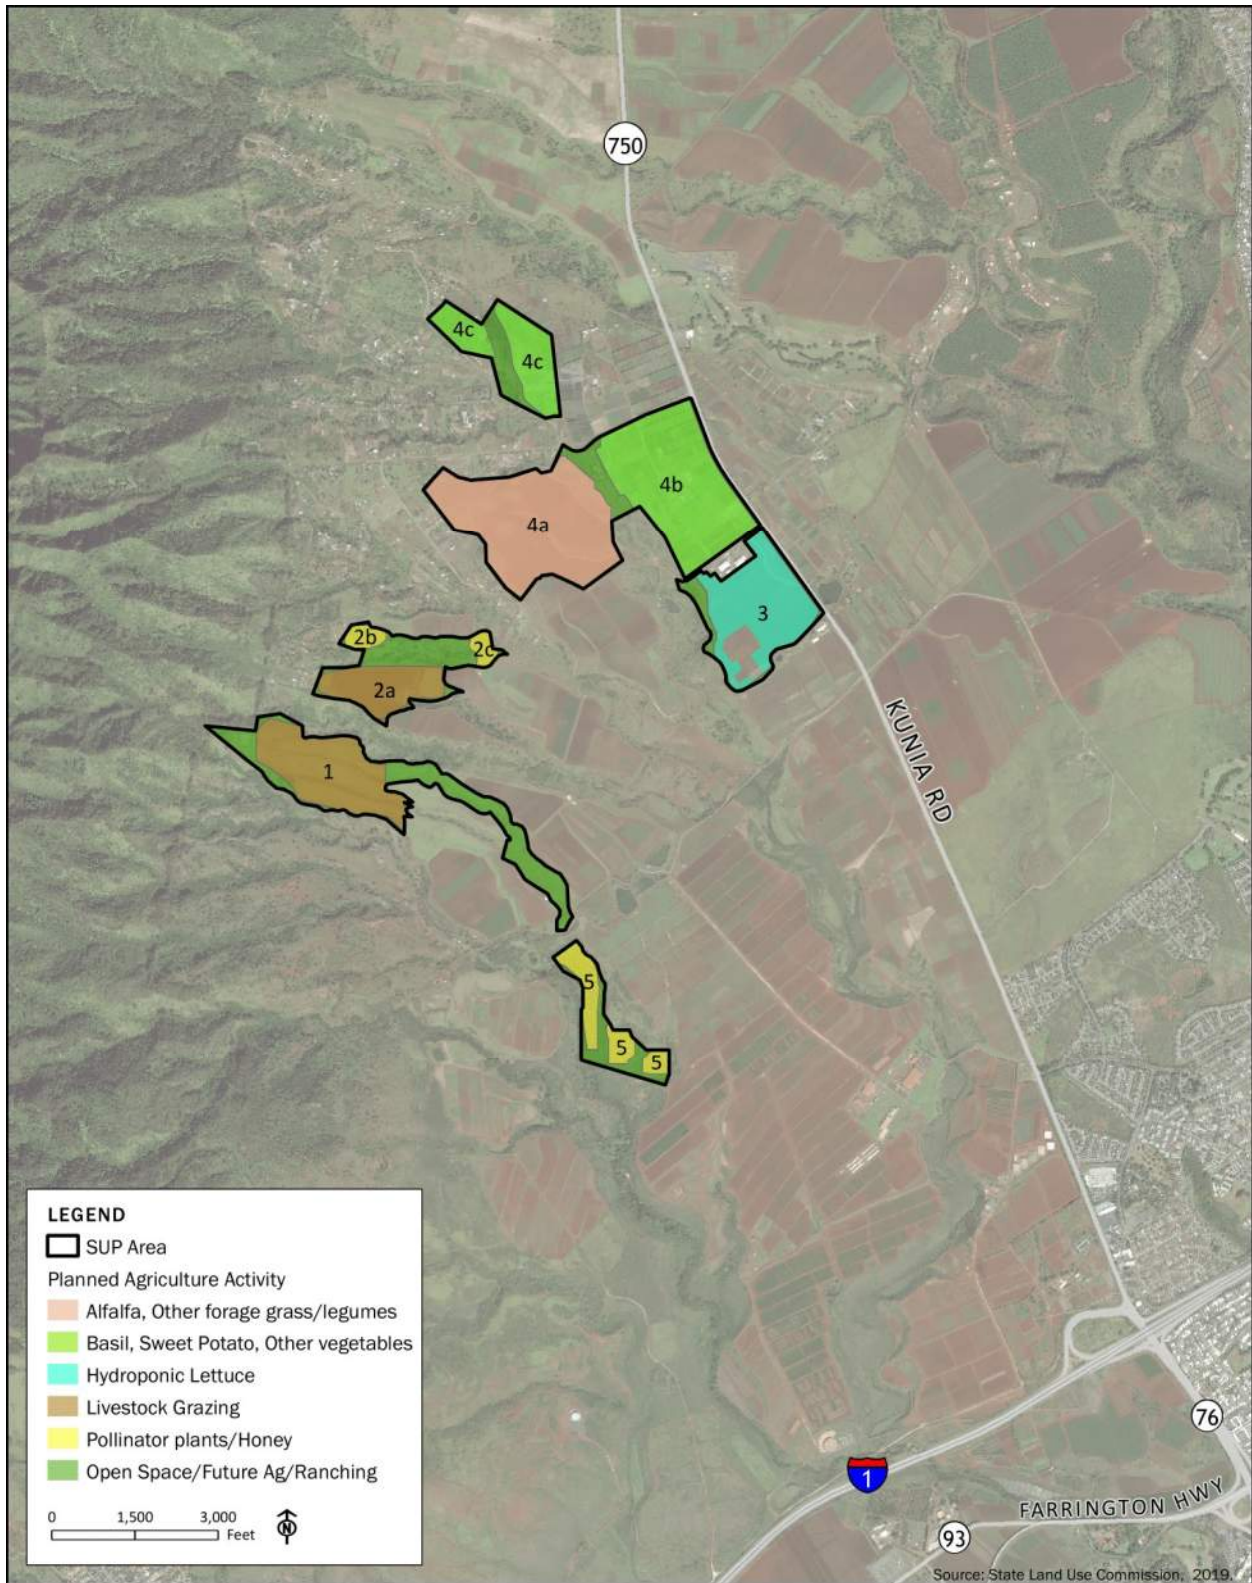 750
4c
4c
4b
4a
3
2b
2c
2a
1
KUNIA RD
5
5
5
LEGEND
SUP Area
Planned Agriculture Activity
Alfalfa, Other forage grass/legumes
Basil, Sweet Potato, Other vegetables
Hydroponic Lettuce
Livestock Grazing
Pollinator plants/Honey
Open Space/Future Ag/Ranching
0 1,500 3,000
Feet
N
76
1
FARRINGTON HWY
93
Source: State Land Use Commission, 2019.